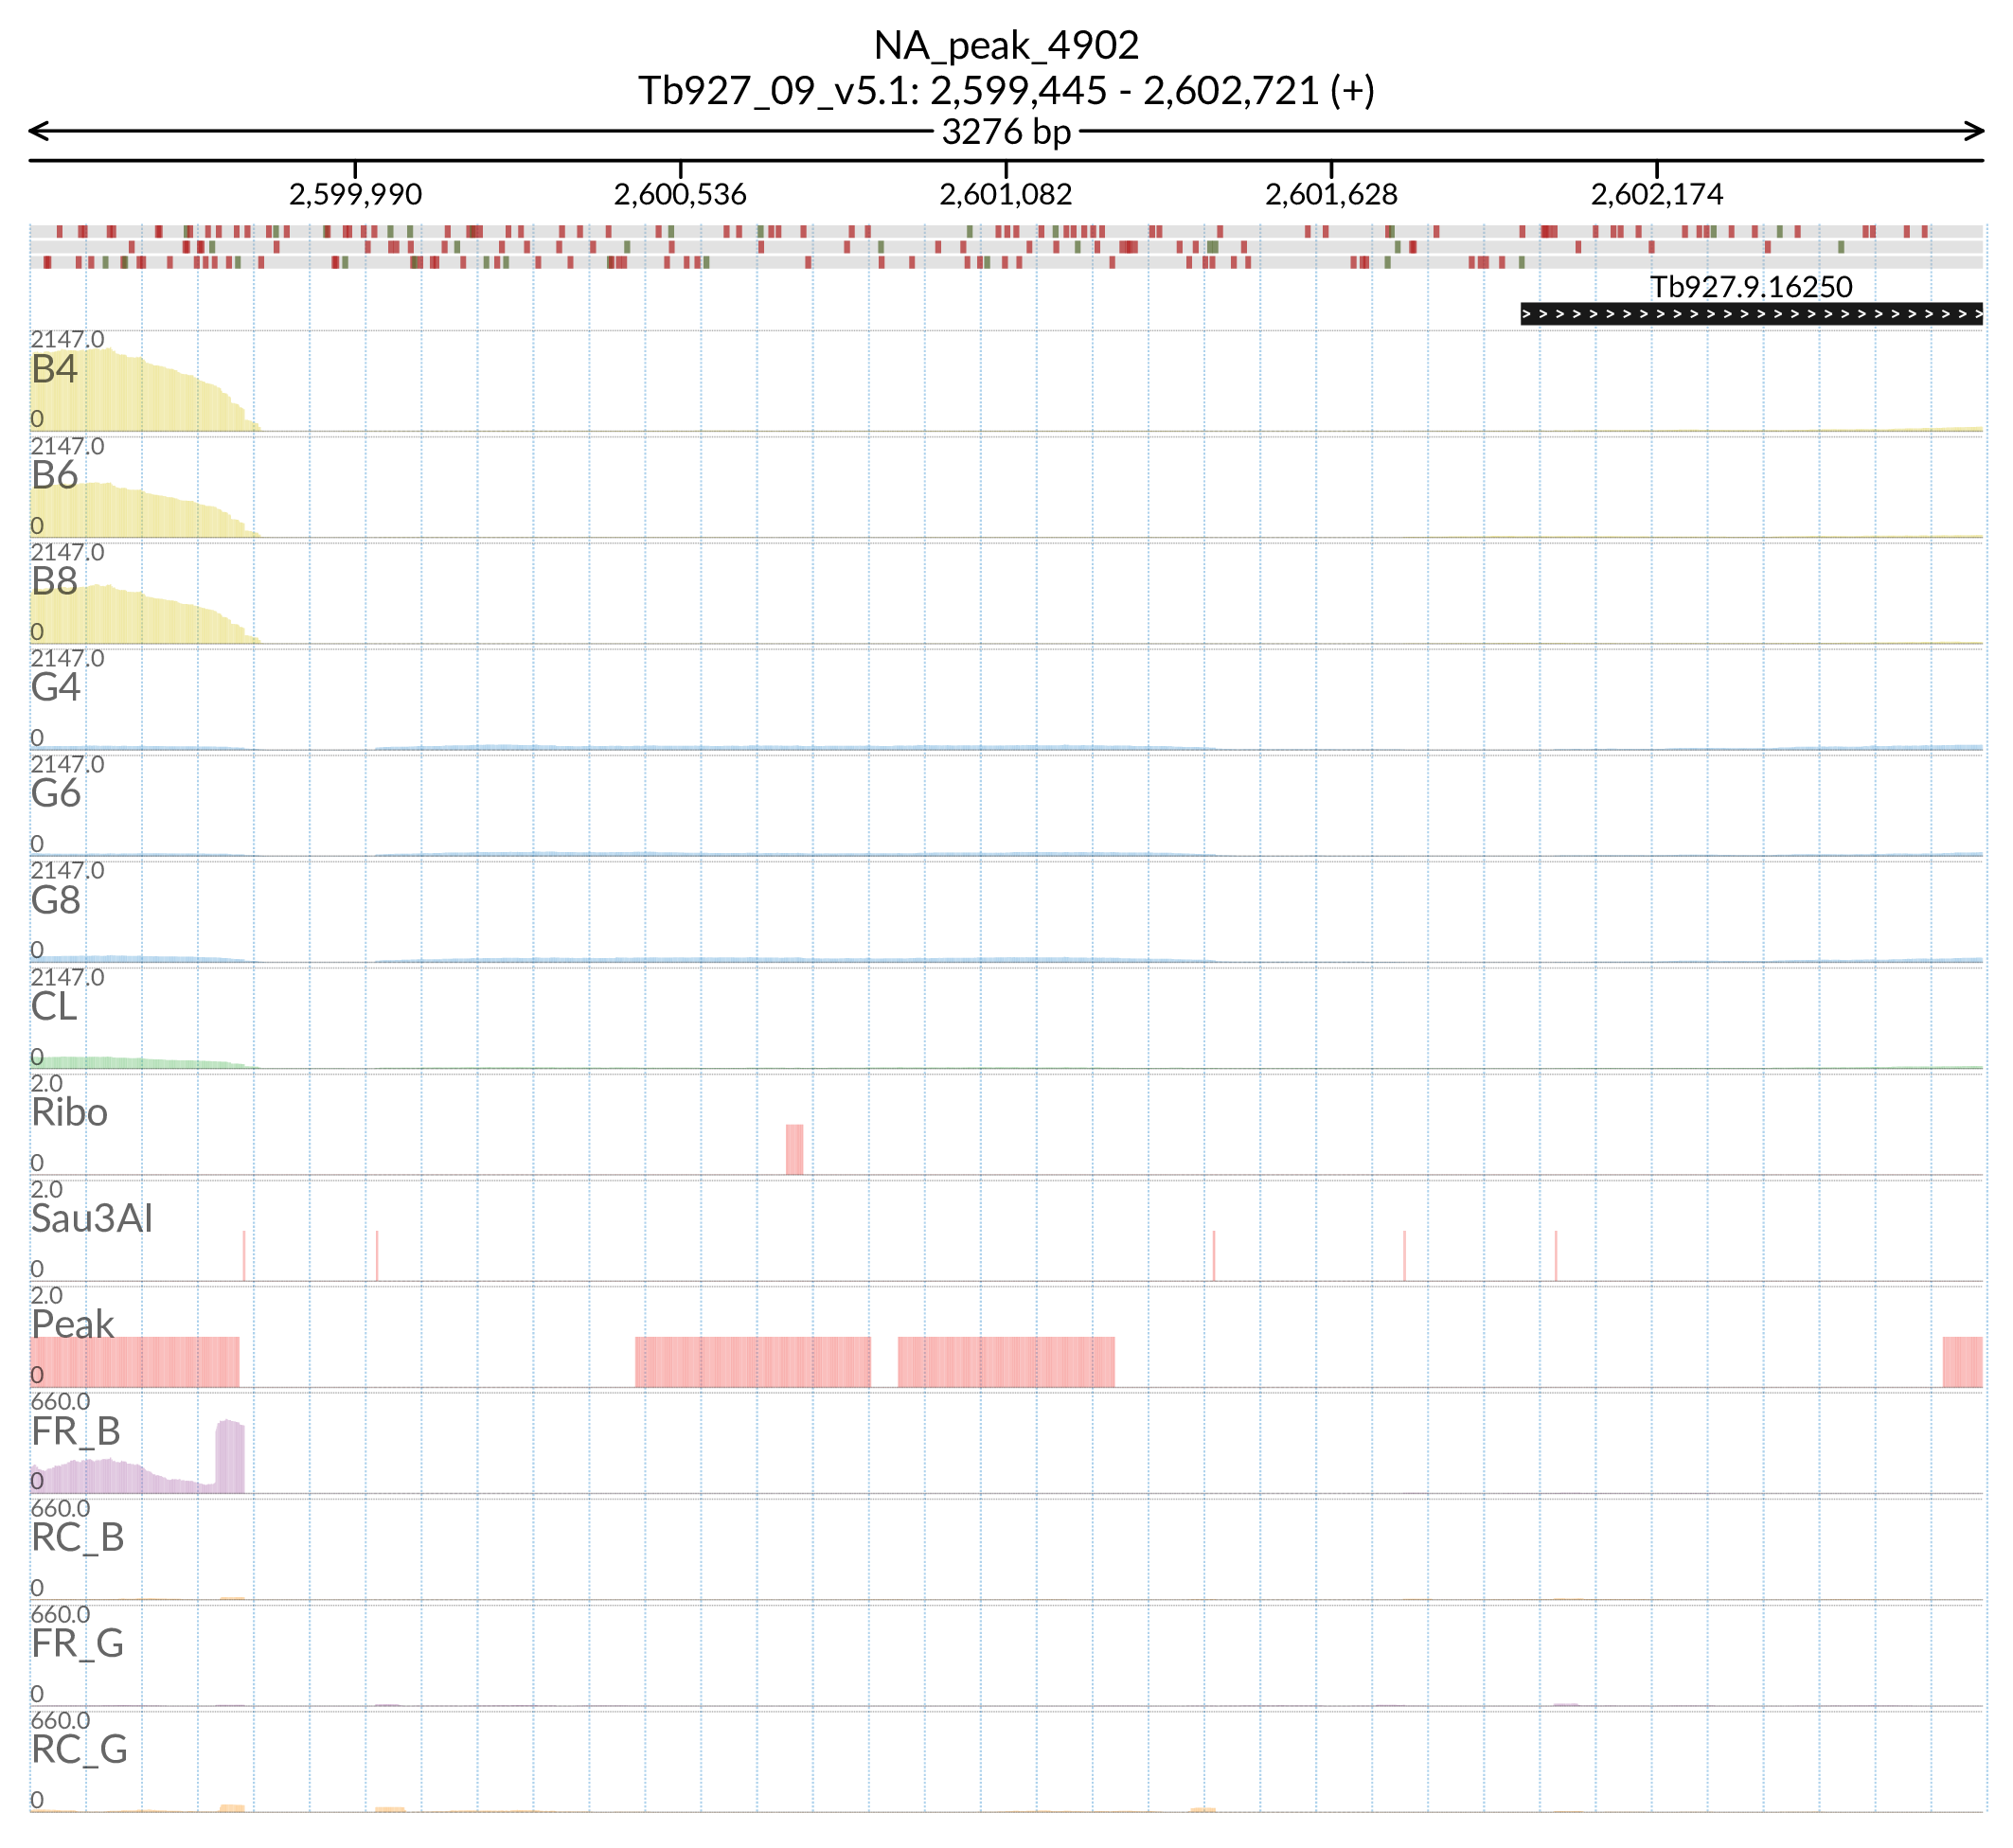 NA_peak_4902
Tb927_09_v5.1: 2,599,445 - 2,602,721 (+)
3276 bp
2,599,990 2,600,536 2,601,082 2,601,628 2,602,174
Tb927.9.16250
2147.0
B4
0
2147.0
B6
0
2147.0
B8
0
2147.0
G4
0
2147.0
G6
0
2147.0
G8
0
2147.0
CL
0
2.0
Ribo
0
2.0
Sau3AI
0
2.0
Peak
0
660.0
FR_B
0
660.0
RC_B
0
660.0
FR_G
0
660.0
RC_G
0